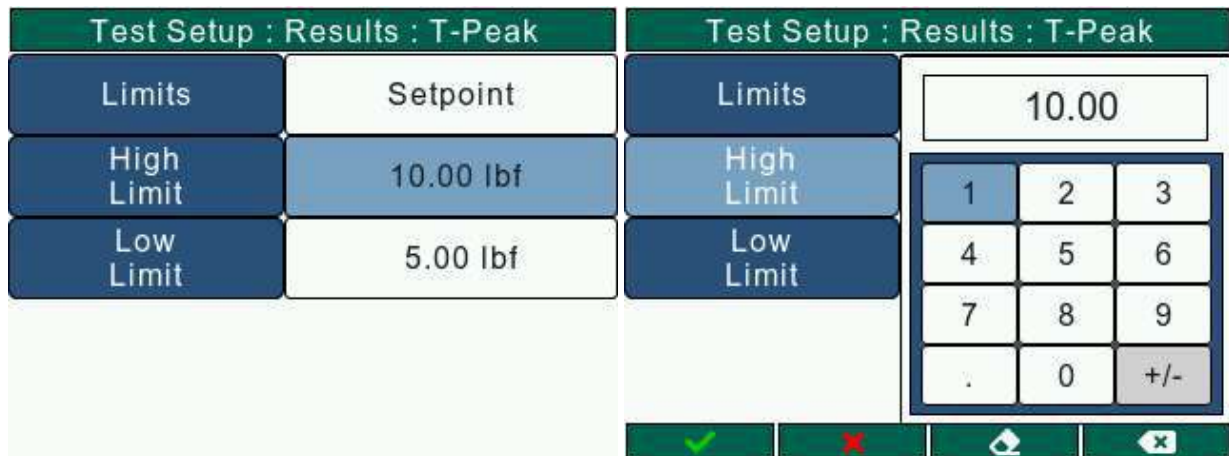 Test Setup : Results : T-Peak
Limits
Setpoint
High
Limit
10.00 lbf
Low
Limit
5.00 lbf
Test Setup : Results : T-Peak
Limits
High
Limit
Low
Limit
10.00
1 2 3
4 5 6
7 8 9
. 0 +/-